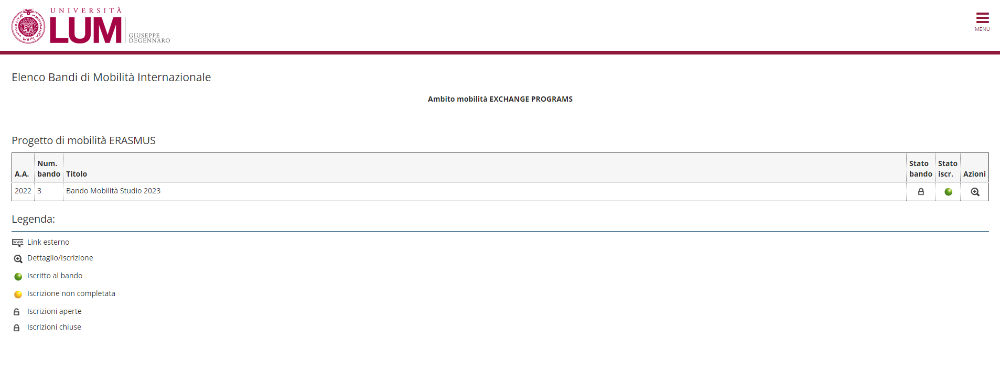 UNIVERSITÀ
LUM
GIUSEPPE
DEGENNARO
MENU
Elenco Bandi di Mobilità Internazionale
Ambito mobilità EXCHANGE PROGRAMS
Progetto di mobilità ERASMUS
A.A. Num. bando Titolo Stato bando Stato iscr. Azioni
2022 3 Bando Mobilità Studio 2023
Legenda:
www Link esterno
Dettaglio/Iscrizione
Iscritto al bando
Iscrizione non completata
Iscrizioni aperte
Iscrizioni chiuse